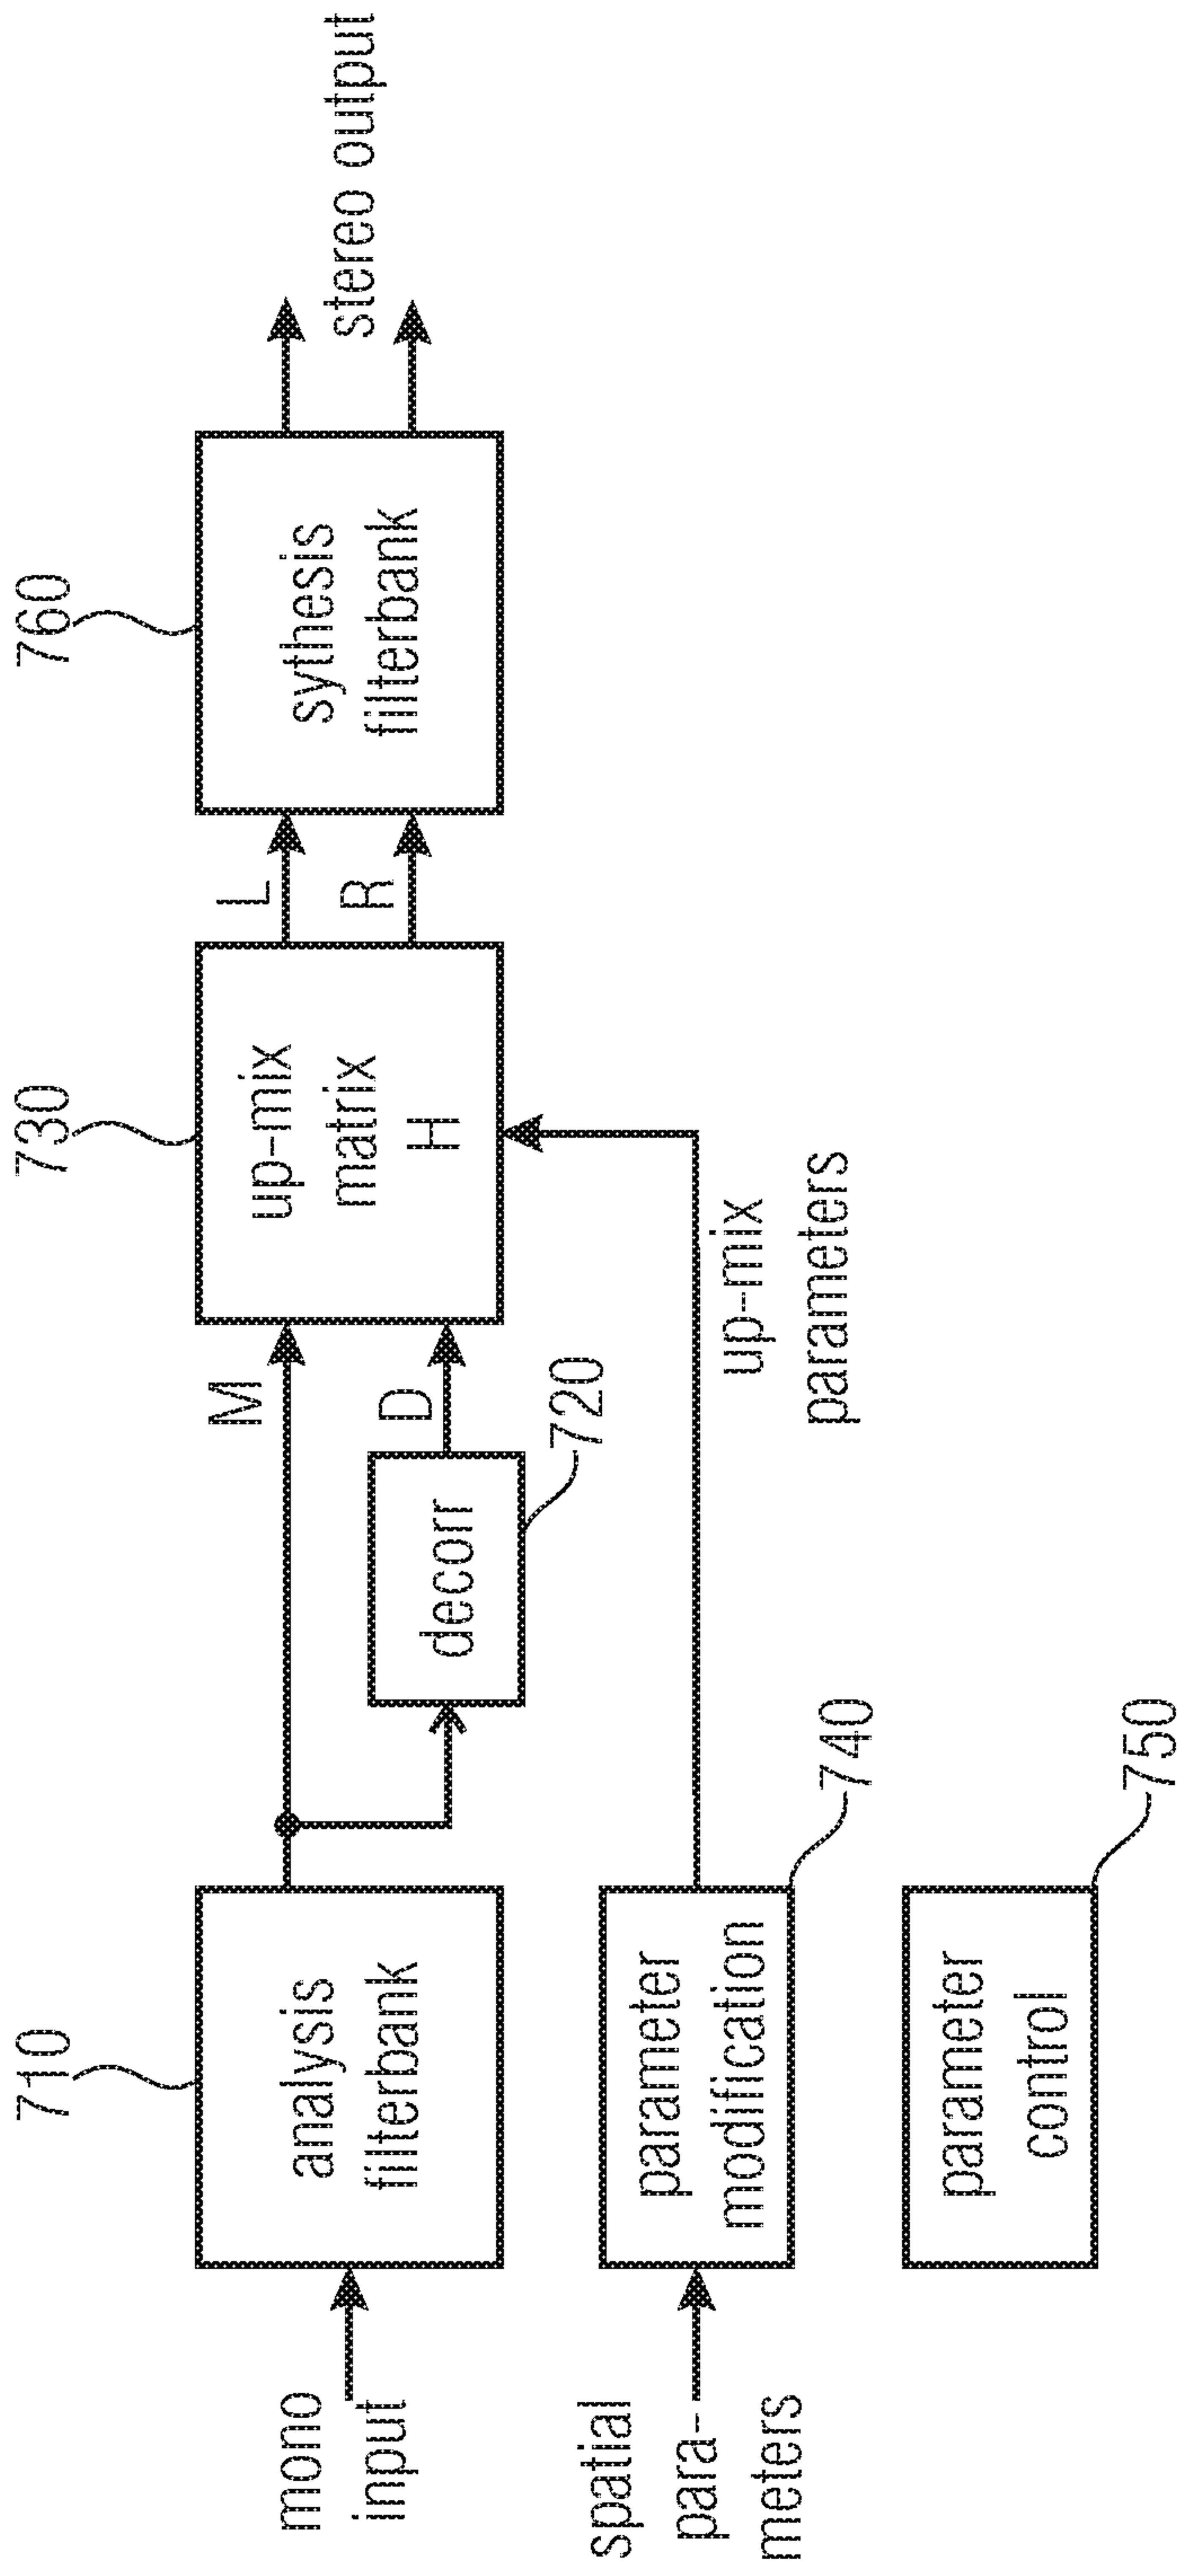 710
730
760
mono
input
analysis
filterbank
M
D
decorr
720
up-mix
matrix
H
L
R
sythesis
filterbank
stereo output
spatial
para-
meters
parameter
modification
740
up-mix
parameters
parameter
control
750